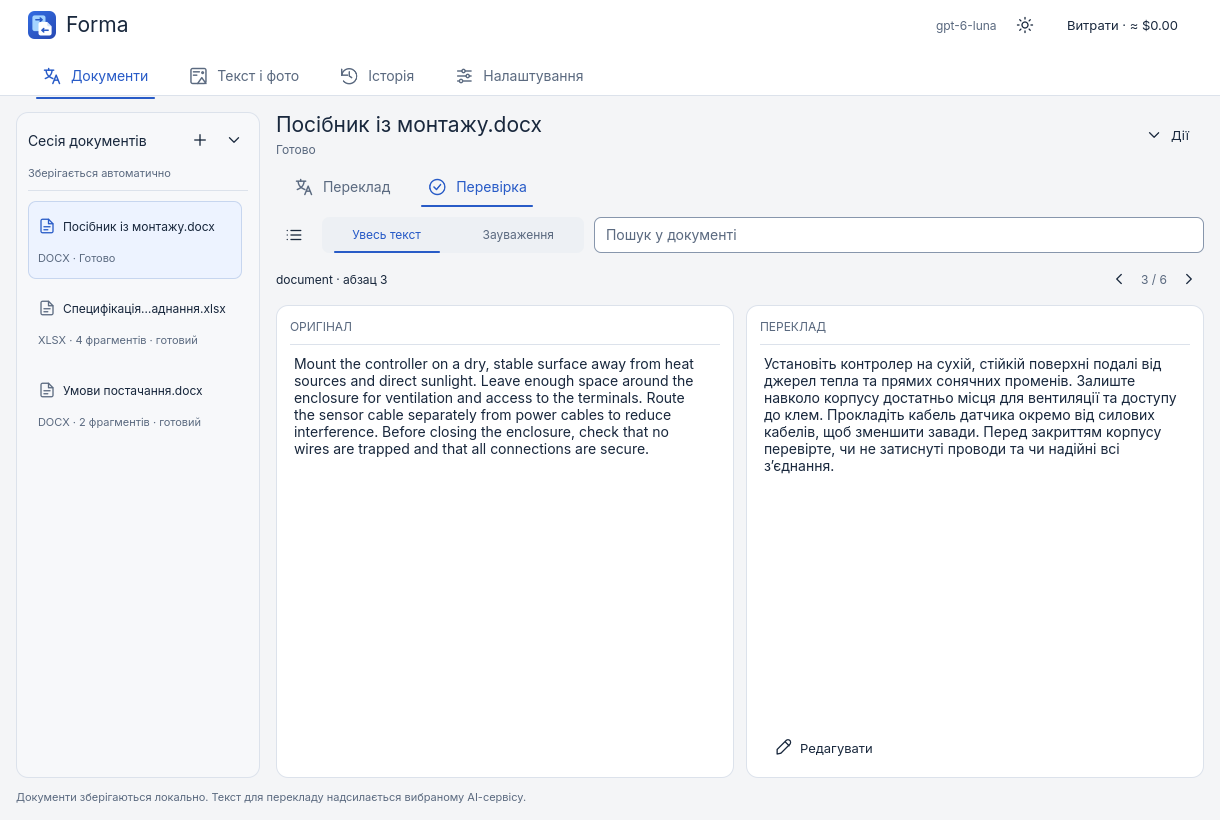 Forma
gpt-6-luna
Витрати · ≈ $0.00
Документи
Текст і фото
Історія
Налаштування
Сесія документів
Зберігається автоматично
Посібник із монтажу.docx
DOCX · Готово
Специфікація...аднання.xlsx
XLSX · 4 фрагментів · готовий
Умови постачання.docx
DOCX · 2 фрагментів · готовий
Посібник із монтажу.docx
Готово
Дії
Переклад
Перевірка
Увесь текст
Зауваження
Пошук у документі
document · абзац 3
3 / 6
ОРИГІНАЛ
Mount the controller on a dry, stable surface away from heat
sources and direct sunlight. Leave enough space around the
enclosure for ventilation and access to the terminals. Route
the sensor cable separately from power cables to reduce
interference. Before closing the enclosure, check that no
wires are trapped and that all connections are secure.
ПЕРЕКЛАД
Установіть контролер на сухій, стійкій поверхні подалі від
джерел тепла та прямих сонячних променів. Залиште
навколо корпусу достатньо місця для вентиляції та доступу
до клем. Прокладіть кабель датчика окремо від силових
кабелів, щоб зменшити завади. Перед закриттям корпусу
перевірте, чи не затиснуті проводи та чи надійні всі
з’єднання.
Редагувати
Документи зберігаються локально. Текст для перекладу надсилається вибраному AI-сервісу.